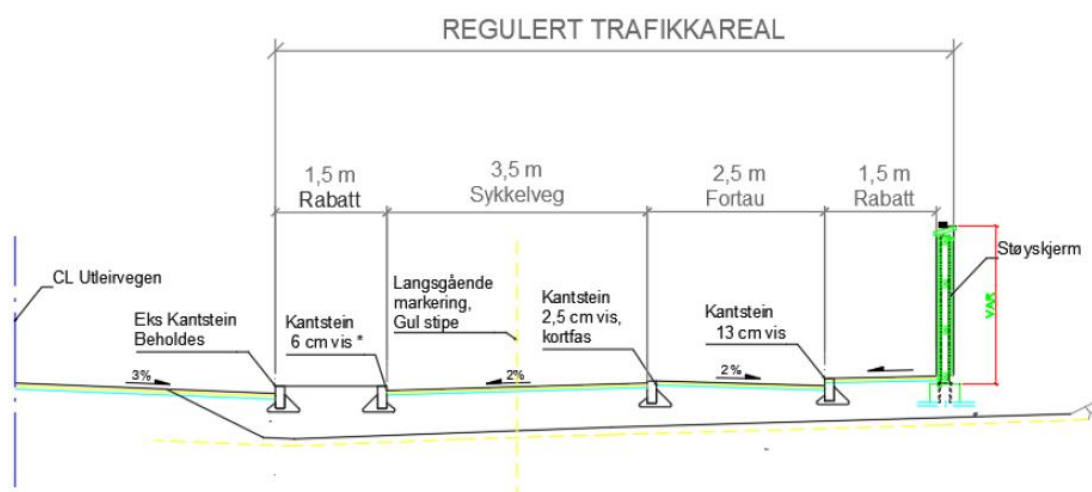 REGULERT TRAFIKKAREAL
1,5 m
Rabatt
3,5 m
Sykkelveg
2,5 m
Fortau
1,5 m
Rabatt
CL Utleirvegen
Eks Kantstein
Beholdes
Kantstein
6 cm vis *
Langsgående
markering,
Gul stipe
Kantstein
2,5 cm vis,
kortfas
Kantstein
13 cm vis
Støyskjerm
VAR
3%
2%
2%